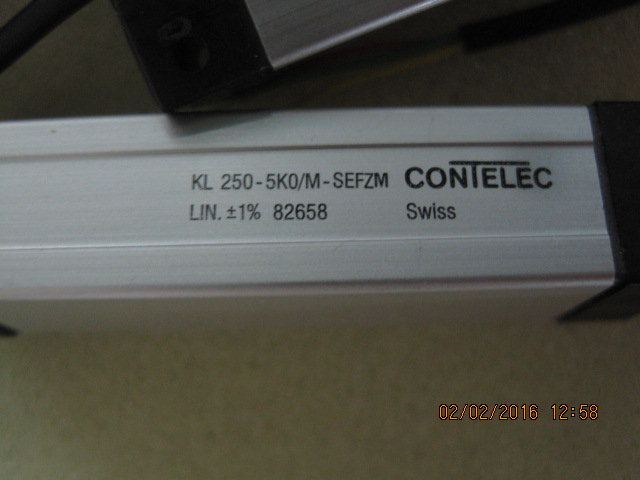 KL 250-5K0/M-SEFZM CONTELEC
LIN. ±1% 82658 Swiss
02/02/2016 12:58